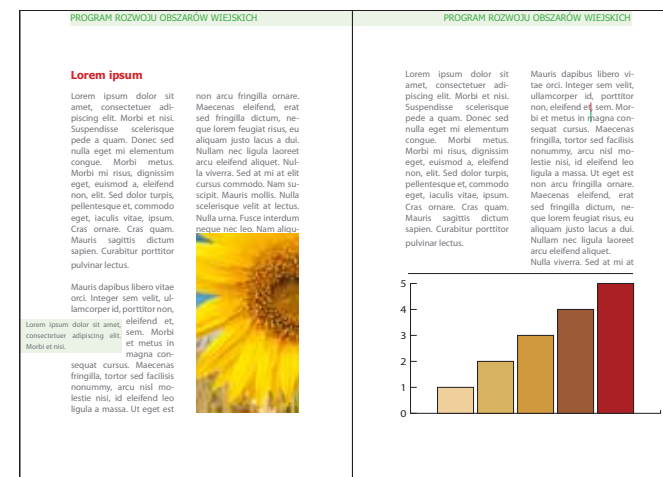 PROGRAM ROZWOJU OBSZARÓW WIEJSKICH
Lorem ipsum
Lorem ipsum dolor sit
amet, consectetuer adi-
piscing elit. Morbi et nisi.
Suspendisse scelerisque
pede a quam. Donec sed
nulla eget mi elementum
congue. Morbi metus.
Morbi mi risus, dignissim
eget, euismod a, eleifend
non, elit. Sed dolor turpis,
pellentesque et, commodo
eget, iaculis vitae, ipsum.
Cras ornare. Cras quam.
Mauris sagittis dictum
sapien. Curabitur porttitor
pulvinar lectus.
Mauris dapibus libero vitae
orci. Integer sem velit, ul-
lamcorper id, porttitor non,
eleifend et,
sem. Morbi
et metus in
magna con-
sequat cursus. Maecenas
fringilla, tortor sed facilisis
nonummy, arcu nisl mo-
lestie nisi, id eleifend leo
ligula a massa. Ut eget est
Lorem ipsum dolor sit amet,
consectetuer adipiscing elit.
Morbi et nisi.
non arcu fringilla ornare.
Maecenas eleifend, erat
sed fringilla dictum, ne-
que lorem feugiat risus, eu
aliquam justo lacus a dui.
Nullam nec ligula laoreet
arcu eleifend aliquet. Nul-
la viverra. Sed at mi at elit
cursus commodo. Nam su-
scipit. Mauris mollis. Nulla
scelerisque velit at lectus.
Nulla urna. Fusce interdum
neque nec leo. Nam aliqu-
PROGRAM ROZWOJU OBSZARÓW WIEJSKICH
Lorem ipsum dolor sit
amet, consectetuer adi-
piscing elit. Morbi et nisi.
Suspendisse scelerisque
pede a quam. Donec sed
nulla eget mi elementum
congue. Morbi metus.
Morbi mi risus, dignissim
eget, euismod a, eleifend
non, elit. Sed dolor turpis,
pellentesque et, commodo
eget, iaculis vitae, ipsum.
Cras ornare. Cras quam.
Mauris sagittis dictum
sapien. Curabitur porttitor
pulvinar lectus.
Mauris dapibus libero vi-
tae orci. Integer sem velit,
ullamcorper id, porttitor
non, eleifend et, sem. Mor-
bi et metus in magna con-
sequat cursus. Maecenas
fringilla, tortor sed facilisis
nonummy, arcu nisl mo-
lestie nisi, id eleifend leo
ligula a massa. Ut eget est
non arcu fringilla ornare.
Maecenas eleifend, erat
sed fringilla dictum, ne-
que lorem feugiat risus, eu
aliquam justo lacus a dui.
Nullam nec ligula laoreet
arcu eleifend aliquet.
Nulla viverra. Sed at mi at
5
4
3
2
1
0